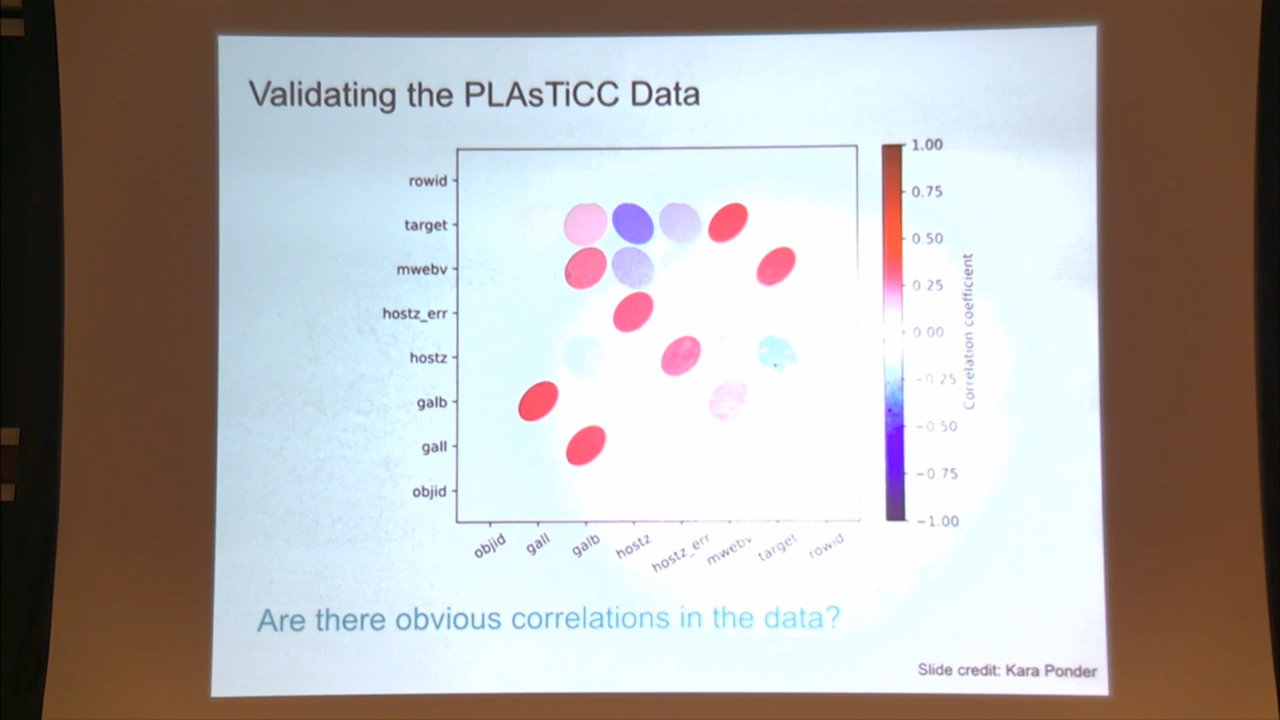 Validating the PLAsTiCC Data
rowid
target
mwebv
hostz_err
hostz
galb
gall
objid
objid
gall
galb
hostz
hostz_err
mwebv
target
rowid
1.00
0.75
0.50
0.25
0.00
−0.25
−0.50
−0.75
−1.00
Correlation coefficient
Are there obvious correlations in the data?
Slide credit: Kara Ponder